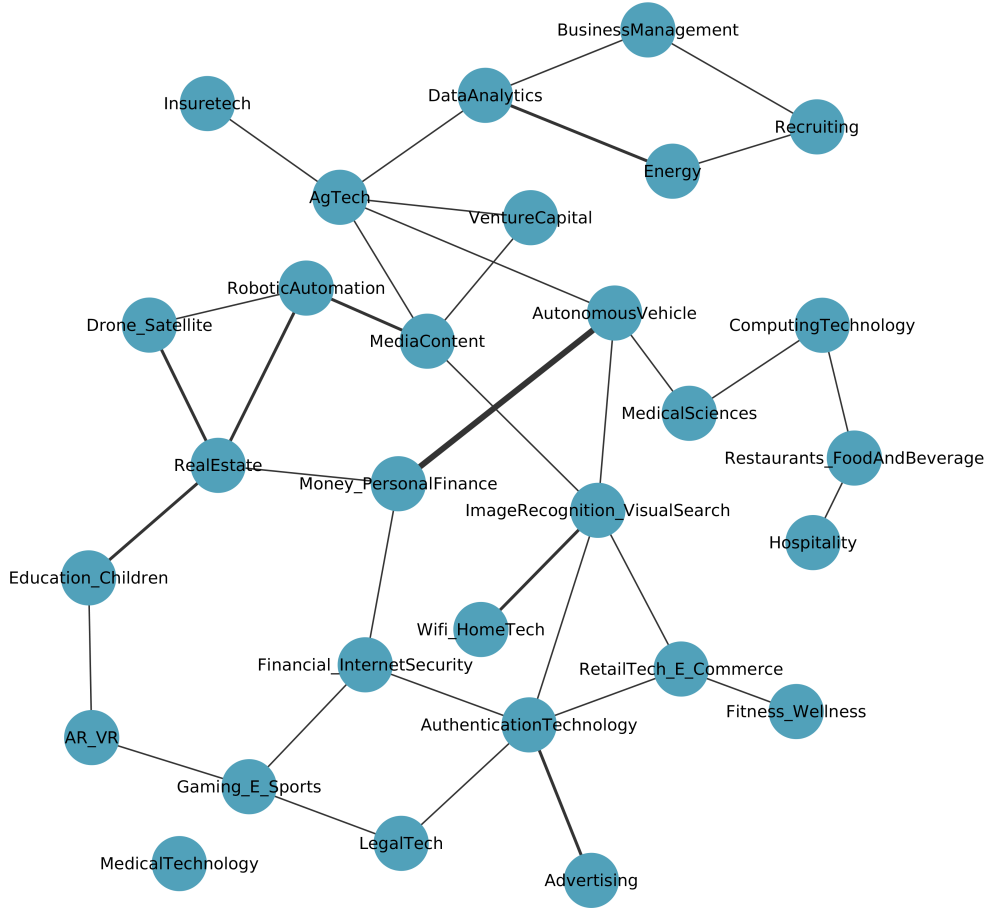 BusinessManagement
DataAnalytics
Insuretech
Recruiting
Energy
AgTech
VentureCapital
RoboticAutomation
AutonomousVehicle
Drone_Satellite
ComputingTechnology
MediaContent
MedicalSciences
Restaurants_FoodAndBeverage
RealEstate
Money_PersonalFinance
ImageRecognition_VisualSearch
Hospitality
Education_Children
Wifi_HomeTech
Financial_InternetSecurity
RetailTech_E_Commerce
Fitness_Wellness
AuthenticationTechnology
AR_VR
Gaming_E_Sports
LegalTech
MedicalTechnology
Advertising